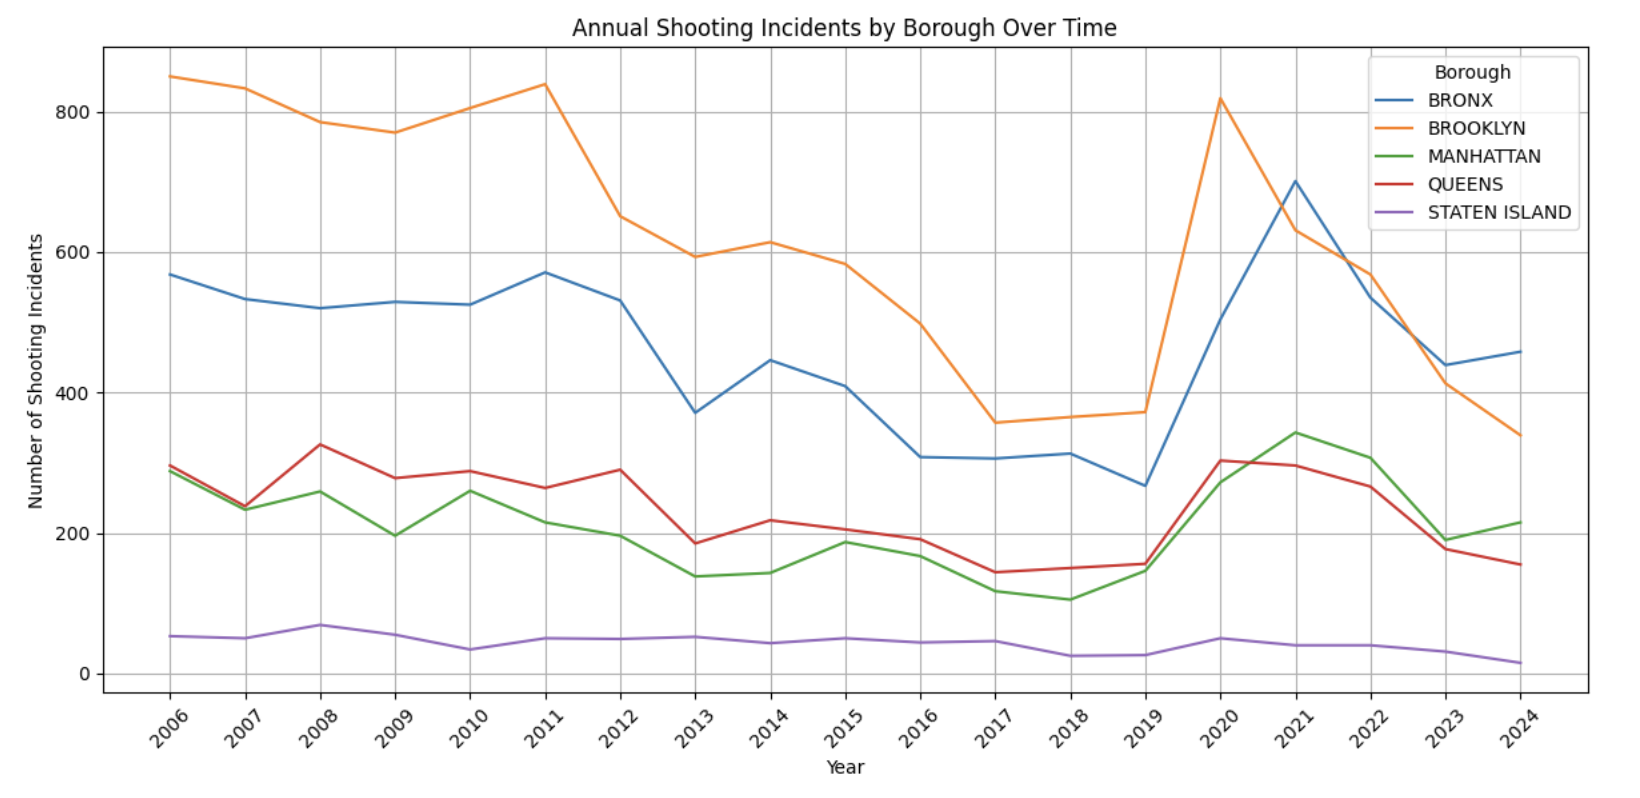 Annual Shooting Incidents by Borough Over Time
Number of Shooting Incidents
800
600
400
200
0
Borough
BRONX
BROOKLYN
MANHATTAN
QUEENS
STATEN ISLAND
2006
2007
2008
2009
2010
2011
2012
2013
2014
2015
2016
2017
2018
2019
2020
2021
2022
2023
2024
Year